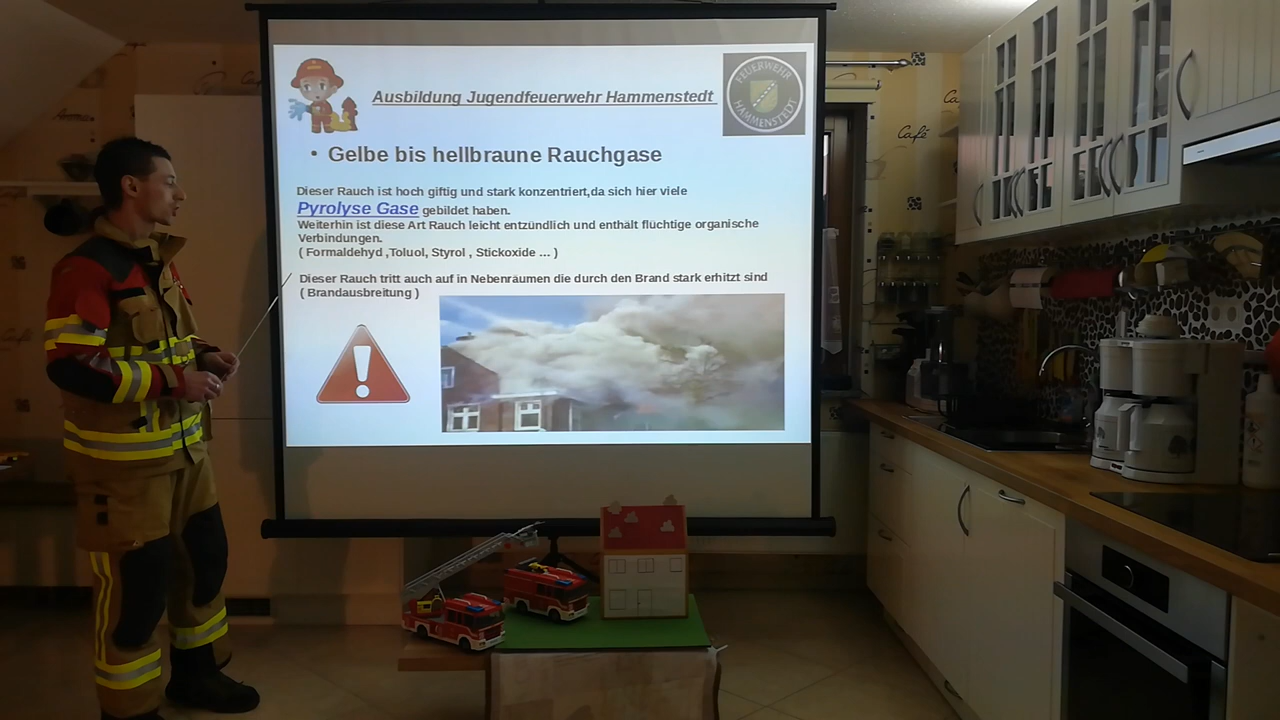 Ausbildung Jugendfeuerwehr Hammenstedt
FEUERWEHR
HAMMENSTEDT
• Gelbe bis hellbraune Rauchgase
Dieser Rauch ist hoch giftig und stark konzentriert,da sich hier viele
Pyrolyse Gase gebildet haben.
Weiterhin ist diese Art Rauch leicht entzündlich und enthält flüchtige organische
Verbindungen.
( Formaldehyd ,Toluol, Styrol , Stickoxide ... )
Dieser Rauch tritt auch auf in Nebenräumen die durch den Brand stark erhitzt sind
( Brandausbreitung )
Café